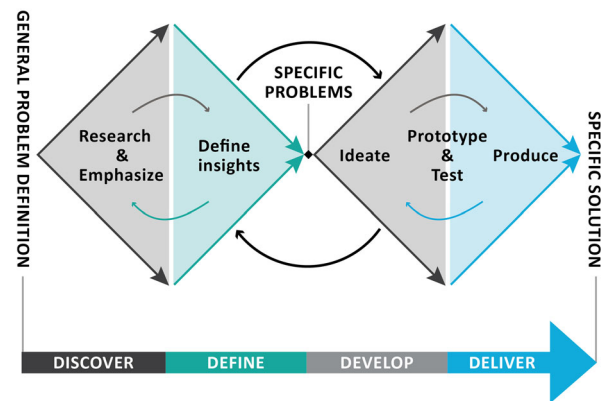 GENERAL PROBLEM DEFINITION
Research
&
Emphasize
Define
insights
SPECIFIC
PROBLEMS
Ideate
Prototype
&
Test
Produce
SPECIFIC SOLUTION
DISCOVER
DEFINE
DEVELOP
DELIVER